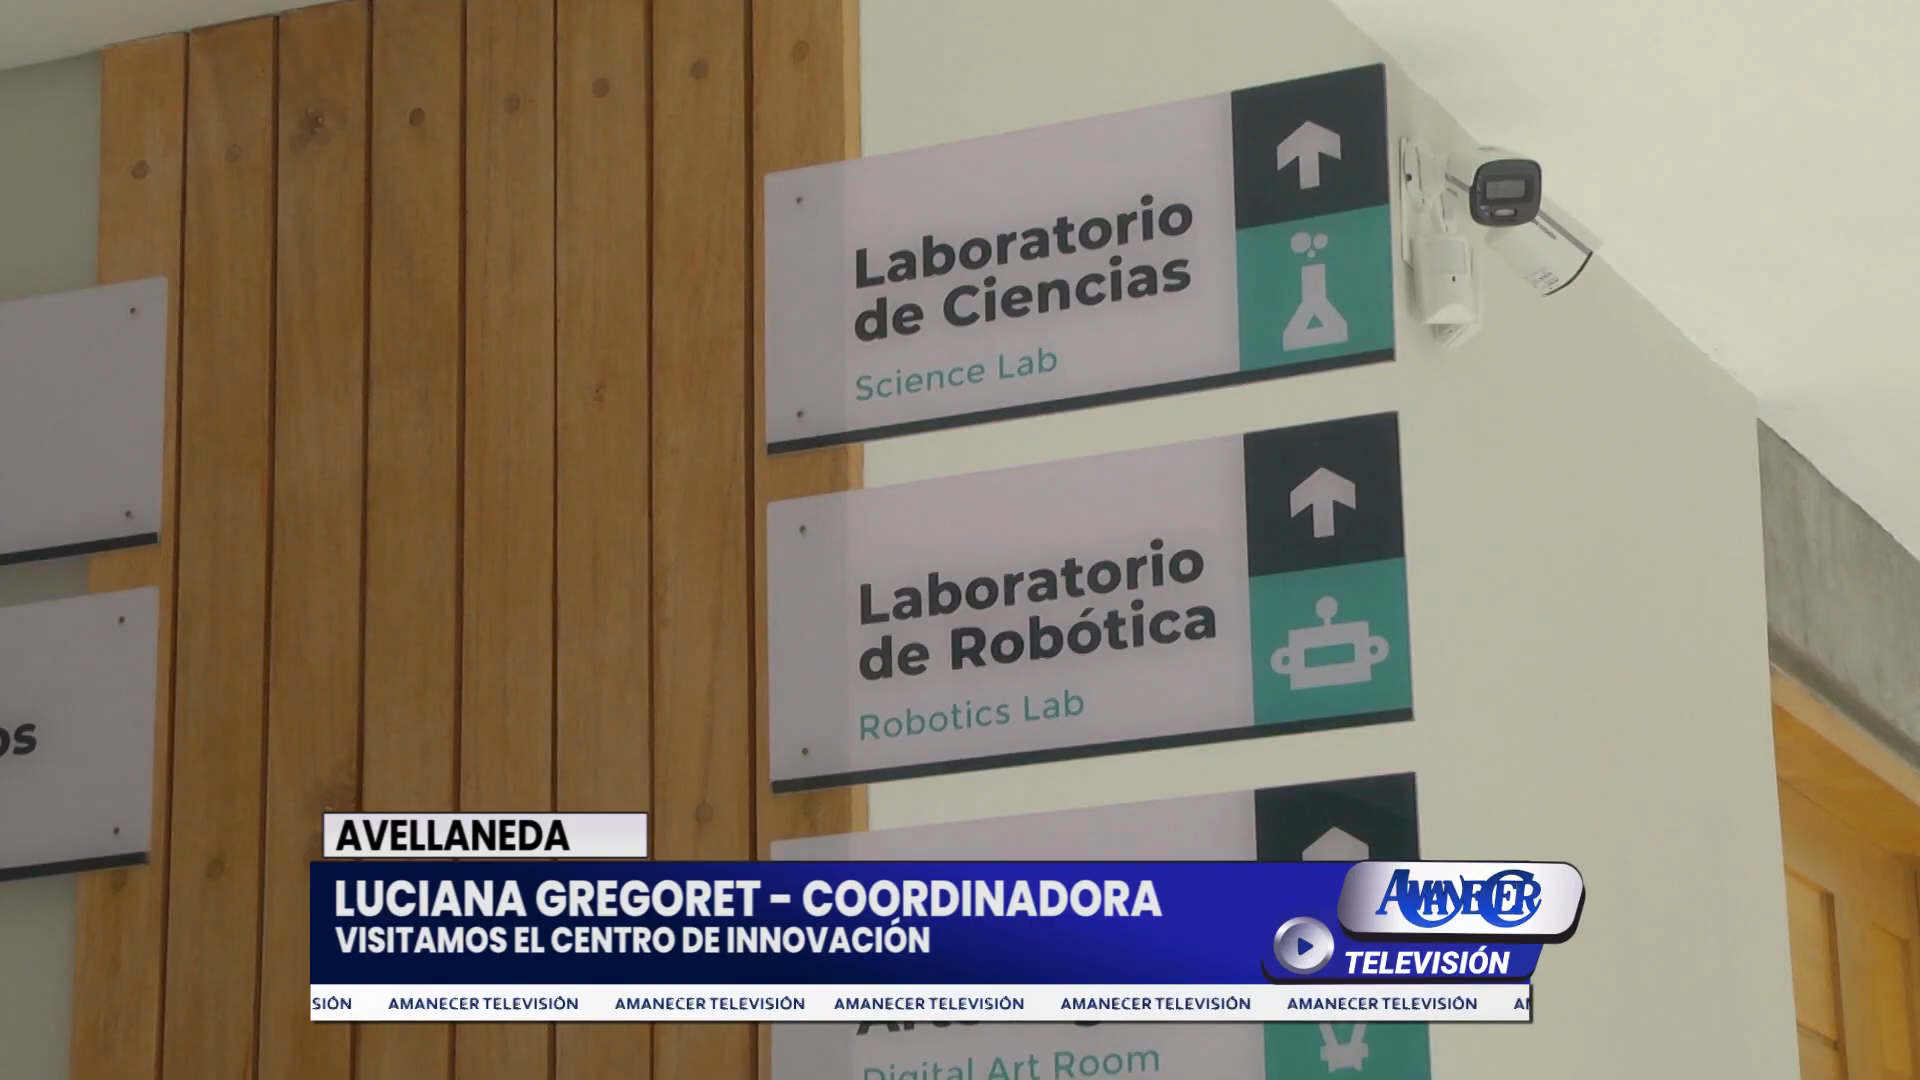 Laboratorio
de Ciencias
Science Lab
Laboratorio
de Robótica
Robotics Lab
os
AVELLANEDA
LUCIANA GREGORET - COORDINADORA
VISITAMOS EL CENTRO DE INNOVACIÓN
AMANECER
TELEVISIÓN
SIÓN AMANECER TELEVISIÓN AMANECER TELEVISIÓN AMANECER TELEVISIÓN AMANECER TELEVISIÓN AMANECER TELEVISIÓN
Digital Art Room